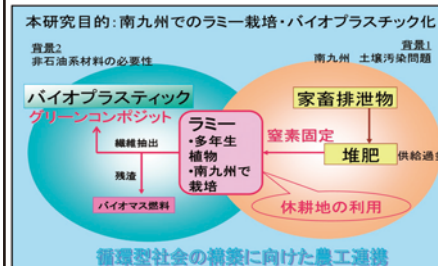 本研究目的:南九州でのラミー栽培・バイオプラスチック化
背景2
非石油系材料の必要性
背景1
南九州 土壌汚染問題
バイオプラスティック
グリーンコンポジット
繊維抽出
残渣
バイオマス燃料
ラミー
・多年生
植物
・南九州で
栽培
窒素固定
家畜排泄物
堆肥
供給過
休耕地の利用
循環型社会の構築に向けた農工連携